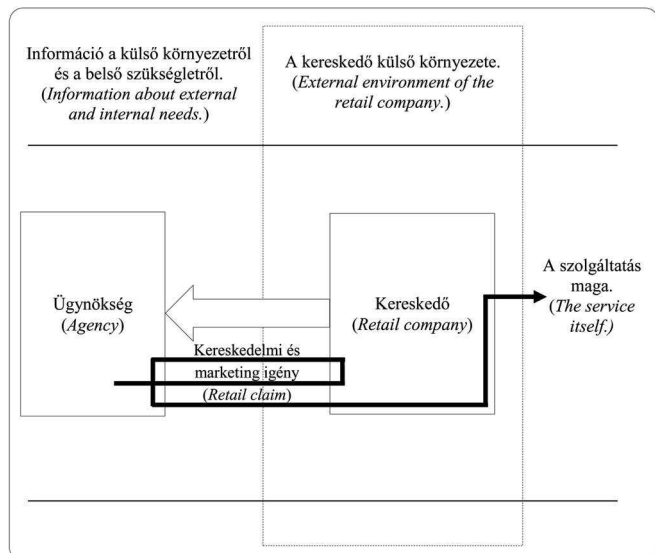 Információ a külső környezetről
és a belső szükségletről.
(Information about external
and internal needs.)
A kereskedő külső környezete.
(External environment of the
retail company.)
Ügynökség
(Agency)
Kereskedelmi és
marketing igény
(Retail claim)
Kereskedő
(Retail company)
A szolgáltatás
maga.
(The service
itself.)